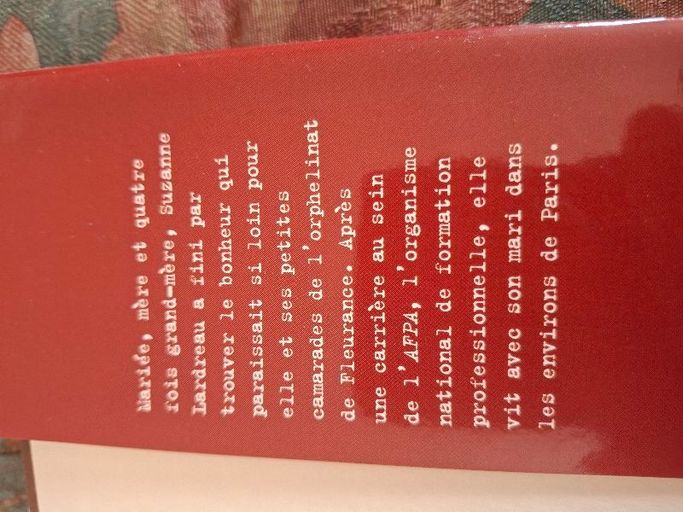 Mariée, mère et quatre
fois grand-mère, Suzanne
Lardreau a fini par
trouver le bonheur qui
paraissait si loin pour
elle et ses petites
camarades de l'orphelinat
de Fleurance. Après
une carrière au sein
de l'AFPA, l'organisme
national de formation
professionnelle, elle
vit avec son mari dans
les environs de Paris.